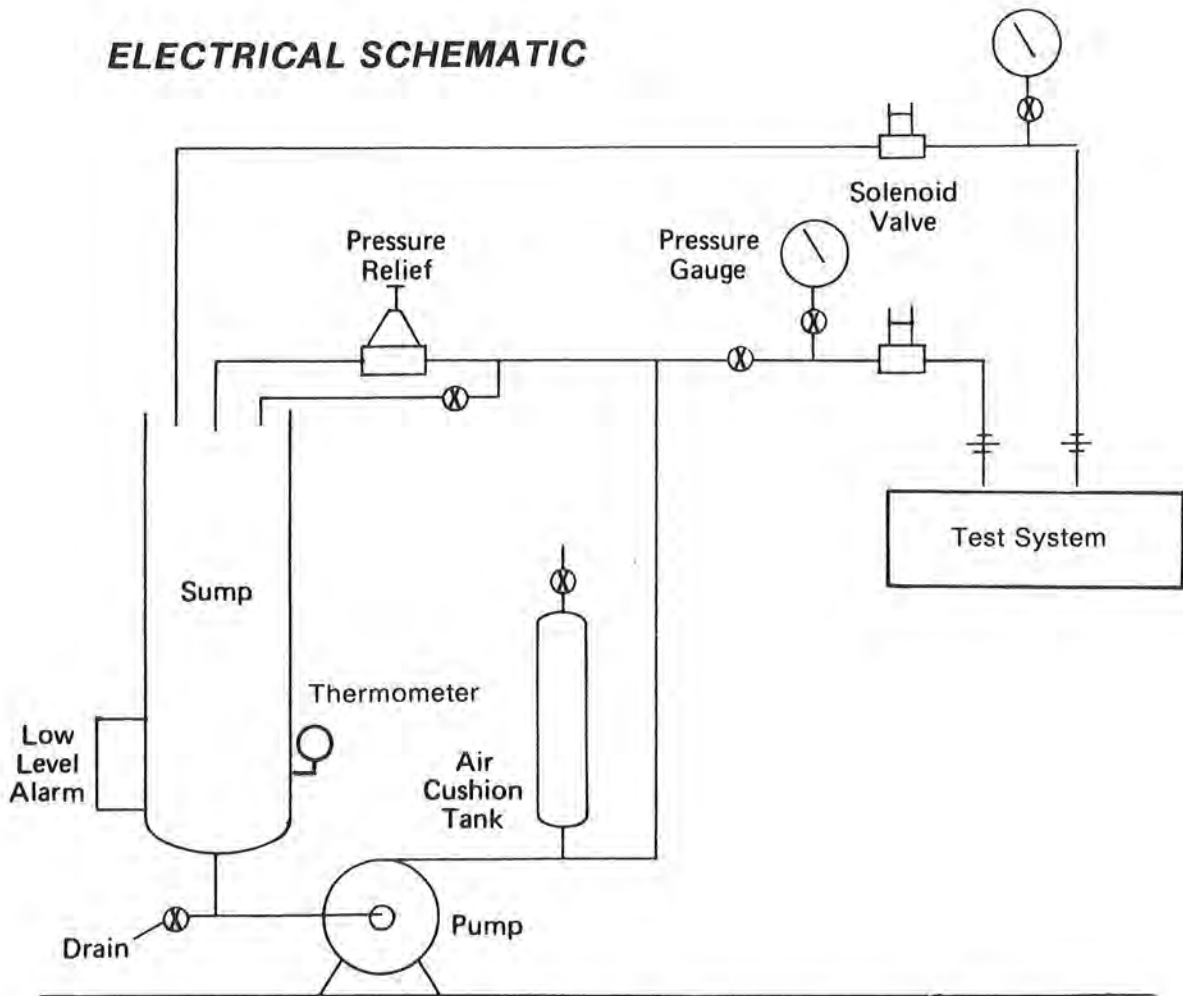 ELECTRICAL SCHEMATIC
Solenoid
Valve
Pressure
Relief
Pressure
Gauge
Test System
Sump
Thermometer
Low
Level
Alarm
Air
Cushion
Tank
Pump
Drain